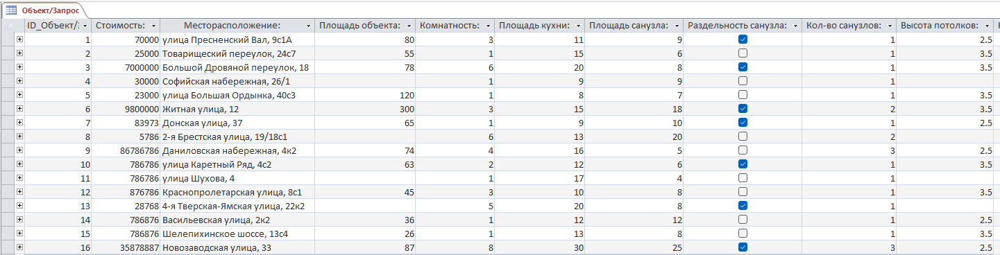 Объект/Запрос
ID_Объект/З Стоимость: Месторасположение: Площадь объекта: Комнатность: Площадь кухни: Площадь санузла: Раздельность санузла: Кол-во санузлов: Высота потолков:
1 70000 улица Пресненский Вал, 9с1А 80 3 11 9 1 2.5
2 25000 Товарищеский переулок, 24с7 55 1 15 6 1 3.5
3 7000000 Большой Дровяной переулок, 18 78 6 20 8 1 3.5
4 30000 Софийская набережная, 26/1 1 9 9 1
5 23000 улица Большая Ордынка, 40с3 120 1 8 7 1 3.5
6 9800000 Житная улица, 12 300 3 15 18 2 3.5
7 83973 Донская улица, 37 65 1 9 10 1 2.5
8 5786 2-я Брестская улица, 19/18с1 6 13 20 2
9 86786786 Даниловская набережная, 4к2 74 4 16 5 3 2.5
10 786786 улица Каретный Ряд, 4с2 63 2 12 6 1 3.5
11 786786 улица Шухова, 4 1 17 4 1
12 876786 Краснопролетарская улица, 8с1 45 3 10 8 1 3.5
13 28768 4-я Тверская-Ямская улица, 22к2 5 20 8 1
14 786876 Васильевская улица, 2к2 36 1 12 12 1 2.5
15 786876 Шелепихинское шоссе, 13с4 26 1 13 8 1 3.5
16 35878887 Новозаводская улица, 33 87 8 30 25 3 2.5